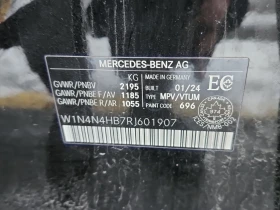 MERCEDES-BENZ AG
MADE IN GERMANY
KG
GVWR/PNBV 2195 BUILT 01/24
GAWR/PNBE F/AV 1185 TYPE MPV/VTUM
GAWR/PNBE R/AR 1055 PAINT CODE 696
EC
W1N4N4HB7RJ601907